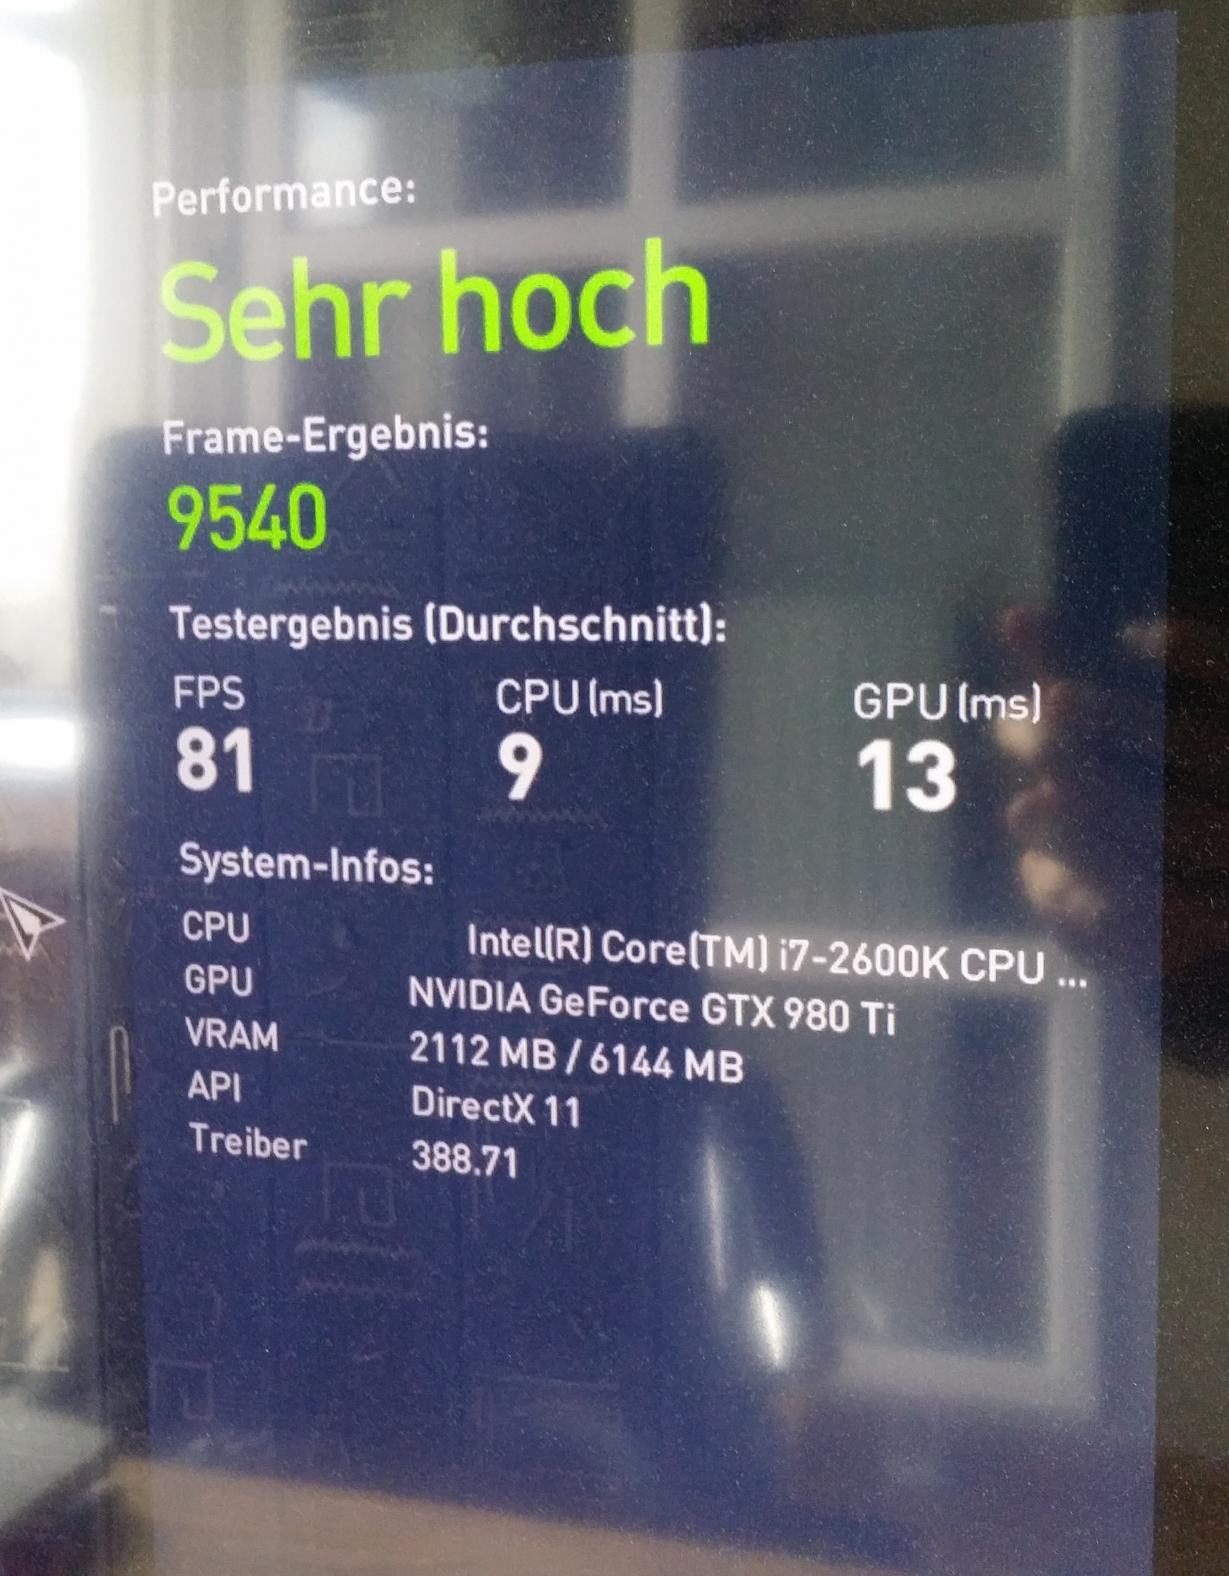 Performance:
Sehr hoch
Frame-Ergebnis:
9540
Testergebnis (Durchschnitt):
FPS CPU (ms) GPU (ms)
81 9 13
System-Infos:
CPU Intel(R) Core(TM) i7-2600K CPU ...
GPU NVIDIA GeForce GTX 980 Ti
VRAM 2112 MB / 6144 MB
API DirectX 11
Treiber 388.71